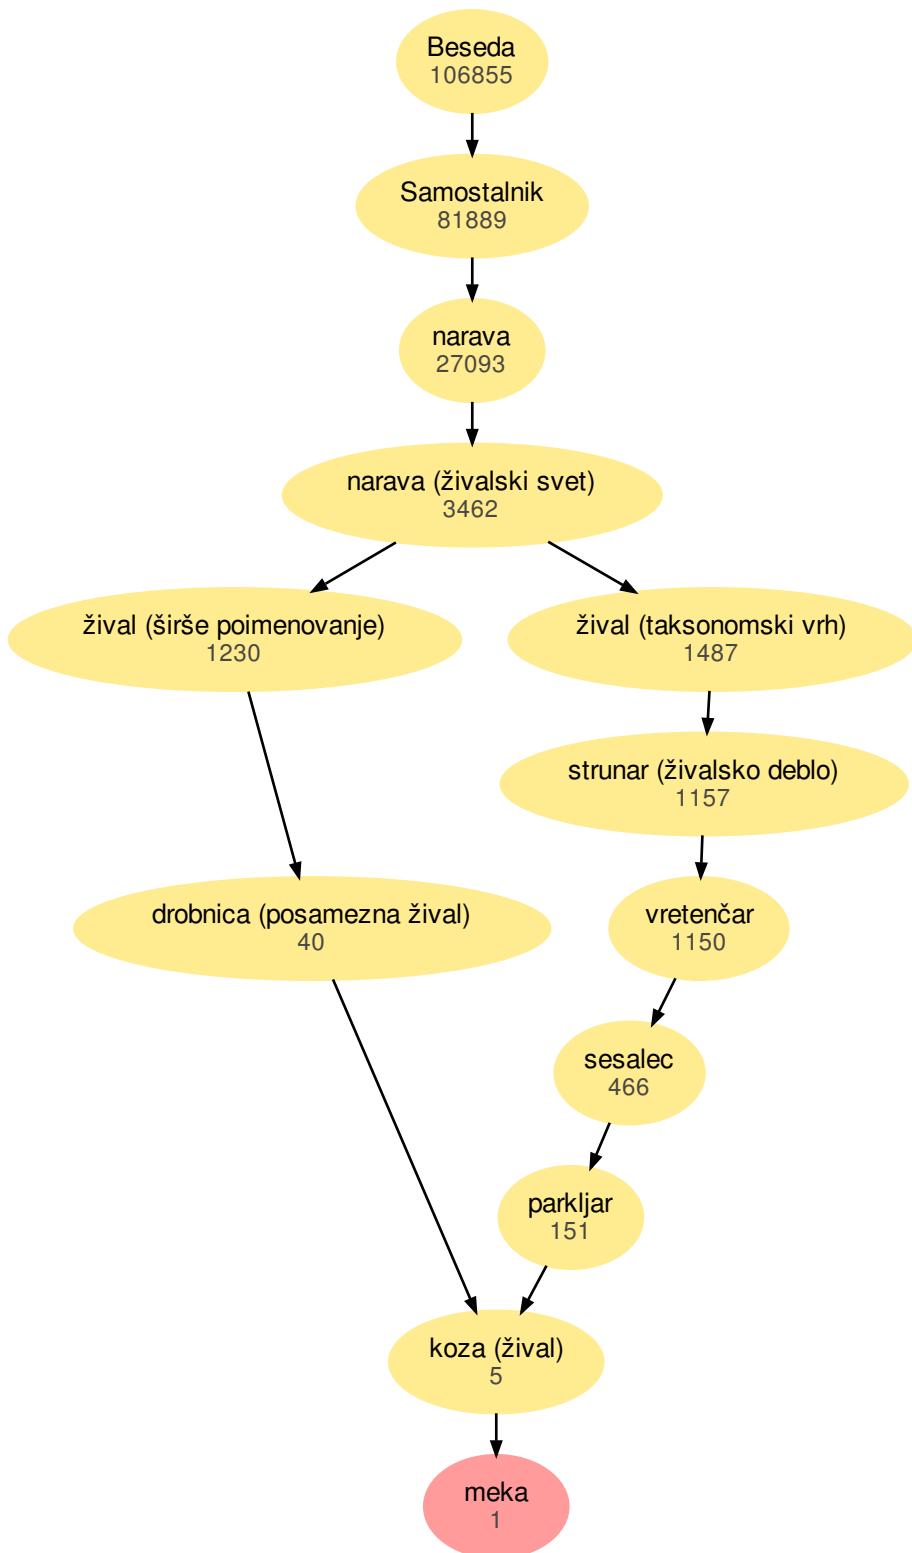 Beseda
106855
Samostalnik
81889
narava
27093
narava (živalski svet)
3462
žival (širše poimenovanje)
1230
žival (taksonomski vrh)
1487
strunar (živalsko deblo)
1157
drobnica (posamezna žival)
40
vretenčar
1150
sesalec
466
parkljar
151
koza (žival)
5
meka
1